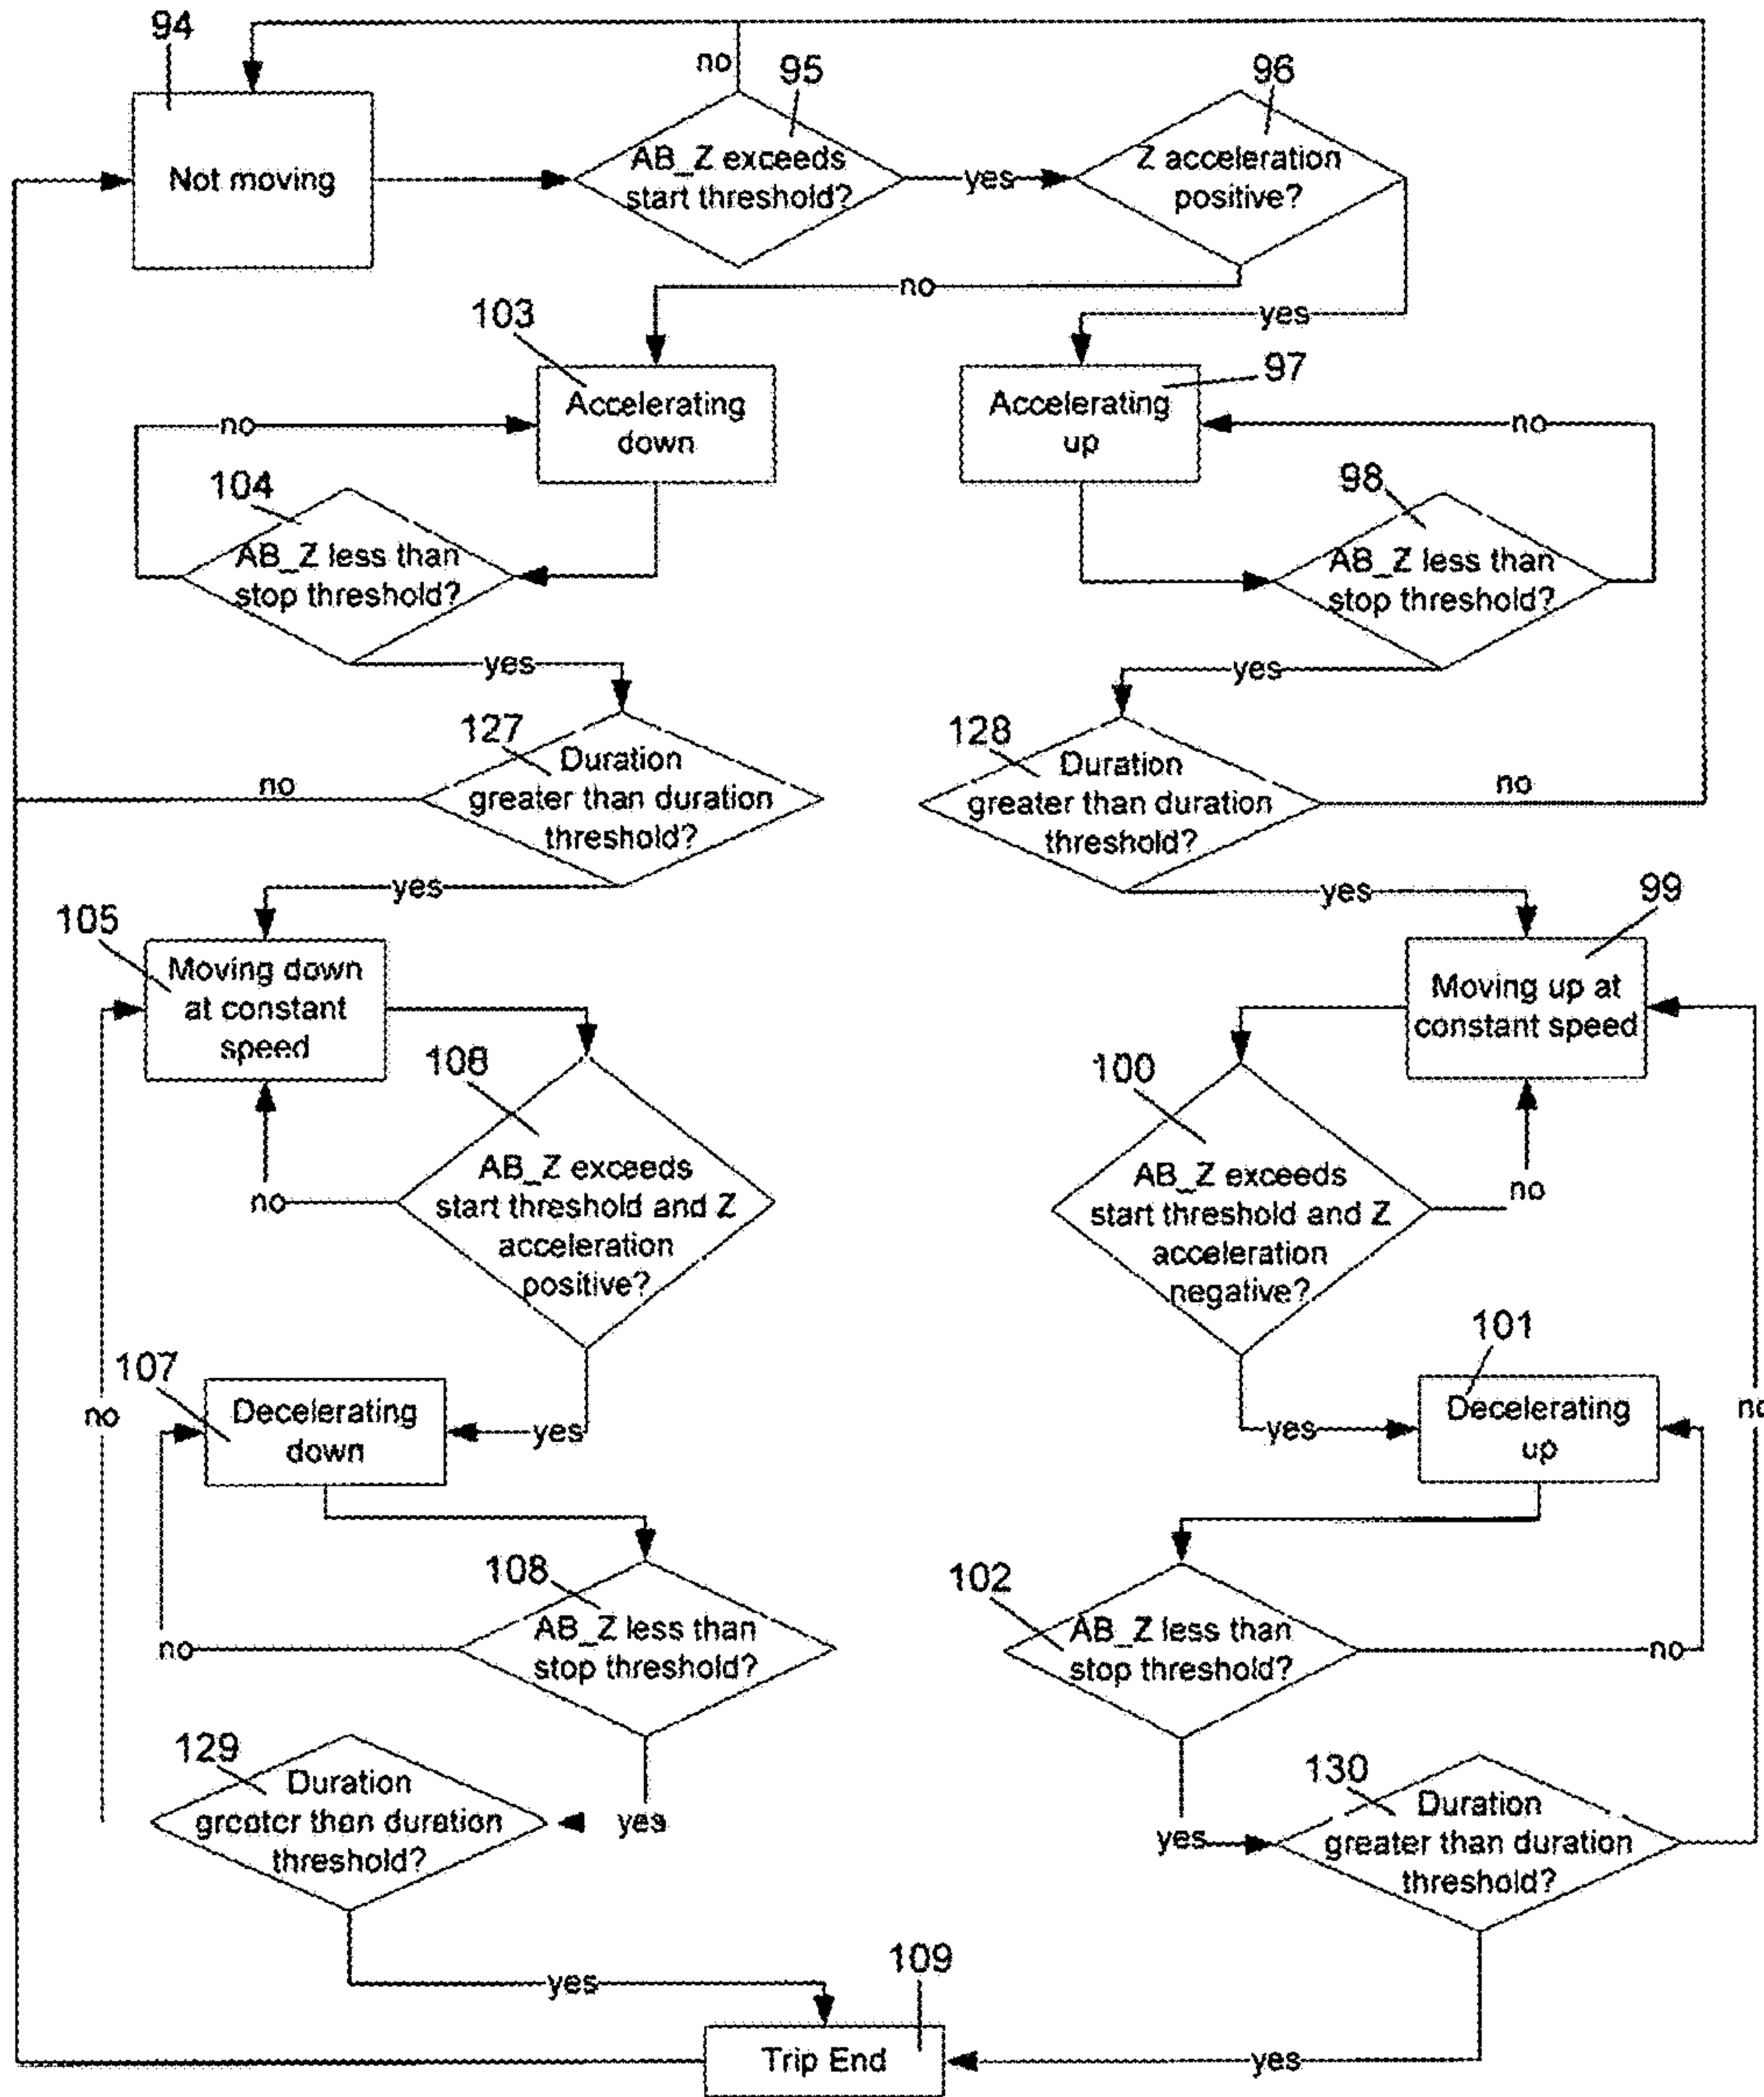 94
no
95
96
Not moving
AB_Z exceeds
start threshold?
yes
Z acceleration
positive?
no
yes
103
97
Accelerating
down
Accelerating
up
no
no
104
98
AB_Z less than
stop threshold?
AB_Z less than
stop threshold?
yes
yes
127
128
Duration
greater than duration
threshold?
Duration
greater than duration
threshold?
no
no
yes
yes
105
99
Moving down
at constant
speed
Moving up at
constant speed
108
100
AB_Z exceeds
start threshold and Z
acceleration
positive?
AB_Z exceeds
start threshold and Z
acceleration
negative?
no
no
107
101
Decelerating
down
Decelerating
up
no
yes
yes
no
108
102
AB_Z less than
stop threshold?
AB_Z less than
stop threshold?
no
no
129
130
Duration
greater than duration
threshold?
yes
yes
Duration
greater than duration
threshold?
109
yes
Trip End
yes